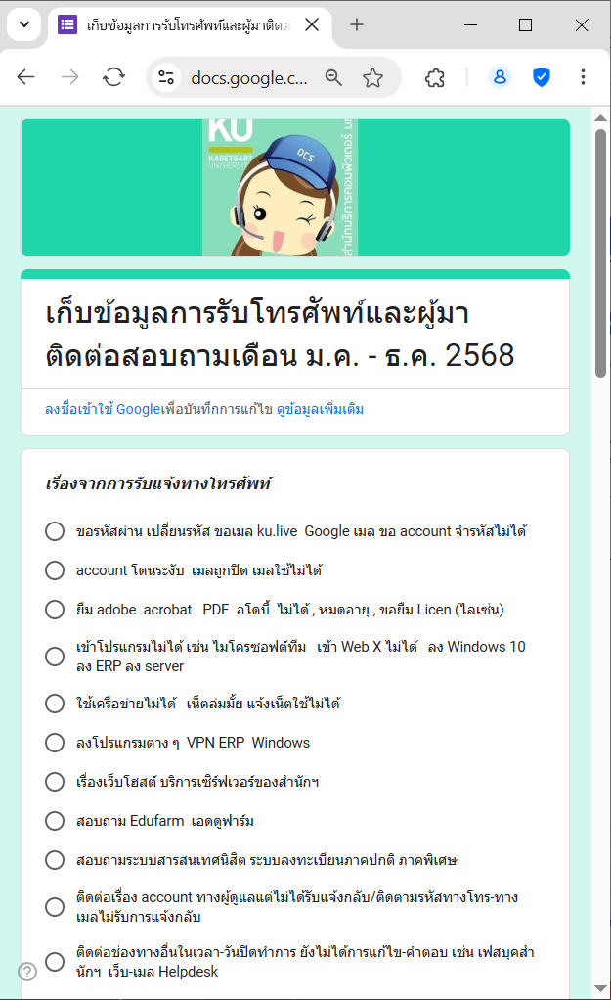 เก็บข้อมูลการรับโทรศัพท์และผู้มาติดต
docs.google.c...
KU
KASETSART
UNIVERSITY
OCS
สำนักบริการคอมพิวเตอร์
เก็บข้อมูลการรับโทรศัพท์และผู้มา
ติดต่อสอบถามเดือน ม.ค. - ธ.ค. 2568
ลงชื่อเข้าใช้ Googleเพื่อบันทึกการแก้ไข ดูข้อมูลเพิ่มเติม
เรื่องจากการรับแจ้งทางโทรศัพท์
ขอรหัสผ่าน เปลี่ยนรหัส ขอเมล ku.live Google เมล ขอ account จำรหัสไม่ได้
account โดนระงับ เมลถูกปิด เมลใช้ไม่ได้
ยืม adobe acrobat PDF อโดบี้ ไม่ได้ , หมดอายุ , ขอยืม Licen (ไลเซ่น)
เข้าโปรแกรมไม่ได้ เช่น ไมโครซอฟต์ทีม เข้า Web X ไม่ได้ ลง Windows 10
ลง ERP ลง server
ใช้เครือข่ายไม่ได้ เน็ตล่มมั้ย แจ้งเน็ตใช้ไม่ได้
ลงโปรแกรมต่าง ๆ VPN ERP Windows
เรื่องเว็บโฮสต์ บริการเซิร์ฟเวอร์ของสำนักฯ
สอบถาม Edufarm เอดดูฟาร์ม
สอบถามระบบสารสนเทศนิสิต ระบบลงทะเบียนภาคปกติ ภาคพิเศษ
ติดต่อเรื่อง account ทางผู้ดูแลแต่ไม่ได้รับแจ้งกลับ/ติดตามรหัสทางโทร-ทาง
เมลไม่รับการแจ้งกลับ
ติดต่อช่องทางอื่นในเวลา-วันปิดทำการ ยังไม่ได้การแก้ไข-คำตอบ เช่น เฟสบุคสำ
นักฯ เว็บ-เมล Helpdesk